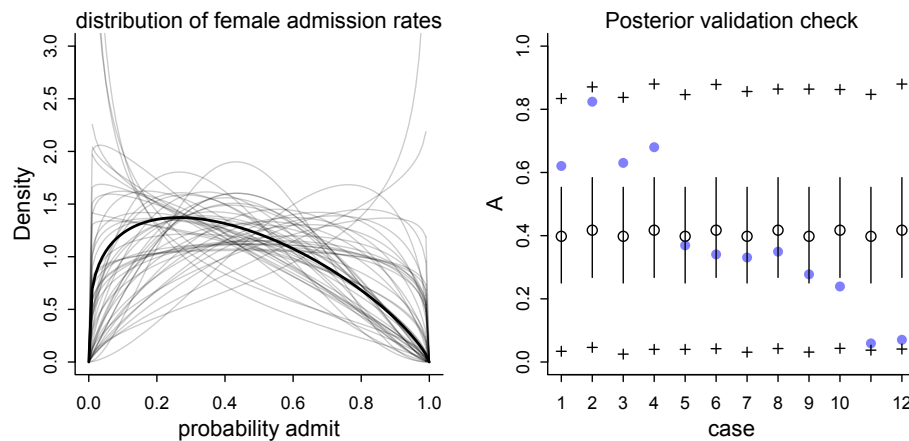 distribution of female admission rates
Density
0.0 0.5 1.0 1.5 2.0 2.5 3.0
0.0 0.2 0.4 0.6 0.8 1.0
probability admit
Posterior validation check
A
0.0 0.2 0.4 0.6 0.8 1.0
1 2 3 4 5 6 7 8 9 10 12
case